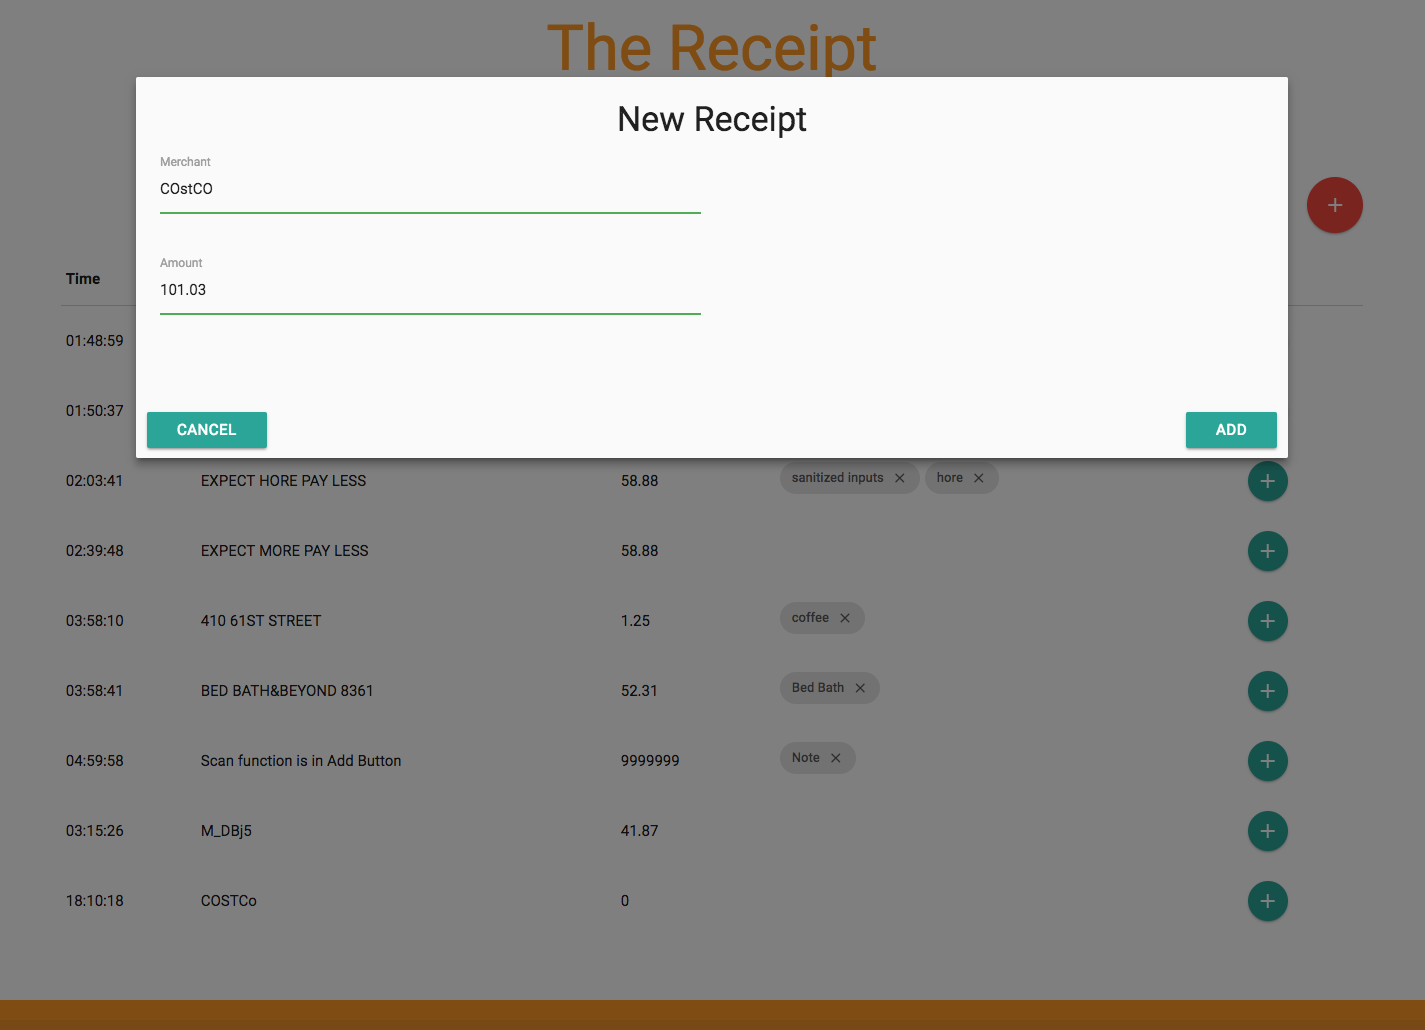 The Receipt
New Receipt
Merchant
COstCO
Amount
101.03
CANCEL
ADD
Time
01:48:59
01:50:37
02:03:41 EXPECT HORE PAY LESS 58.88 sanitized inputs hore
02:39:48 EXPECT MORE PAY LESS 58.88
03:58:10 410 61ST STREET 1.25 coffee
03:58:41 BED BATH&BEYOND 8361 52.31 Bed Bath
04:59:58 Scan function is in Add Button 9999999 Note
03:15:26 M_DBj5 41.87
18:10:18 COSTCo 0